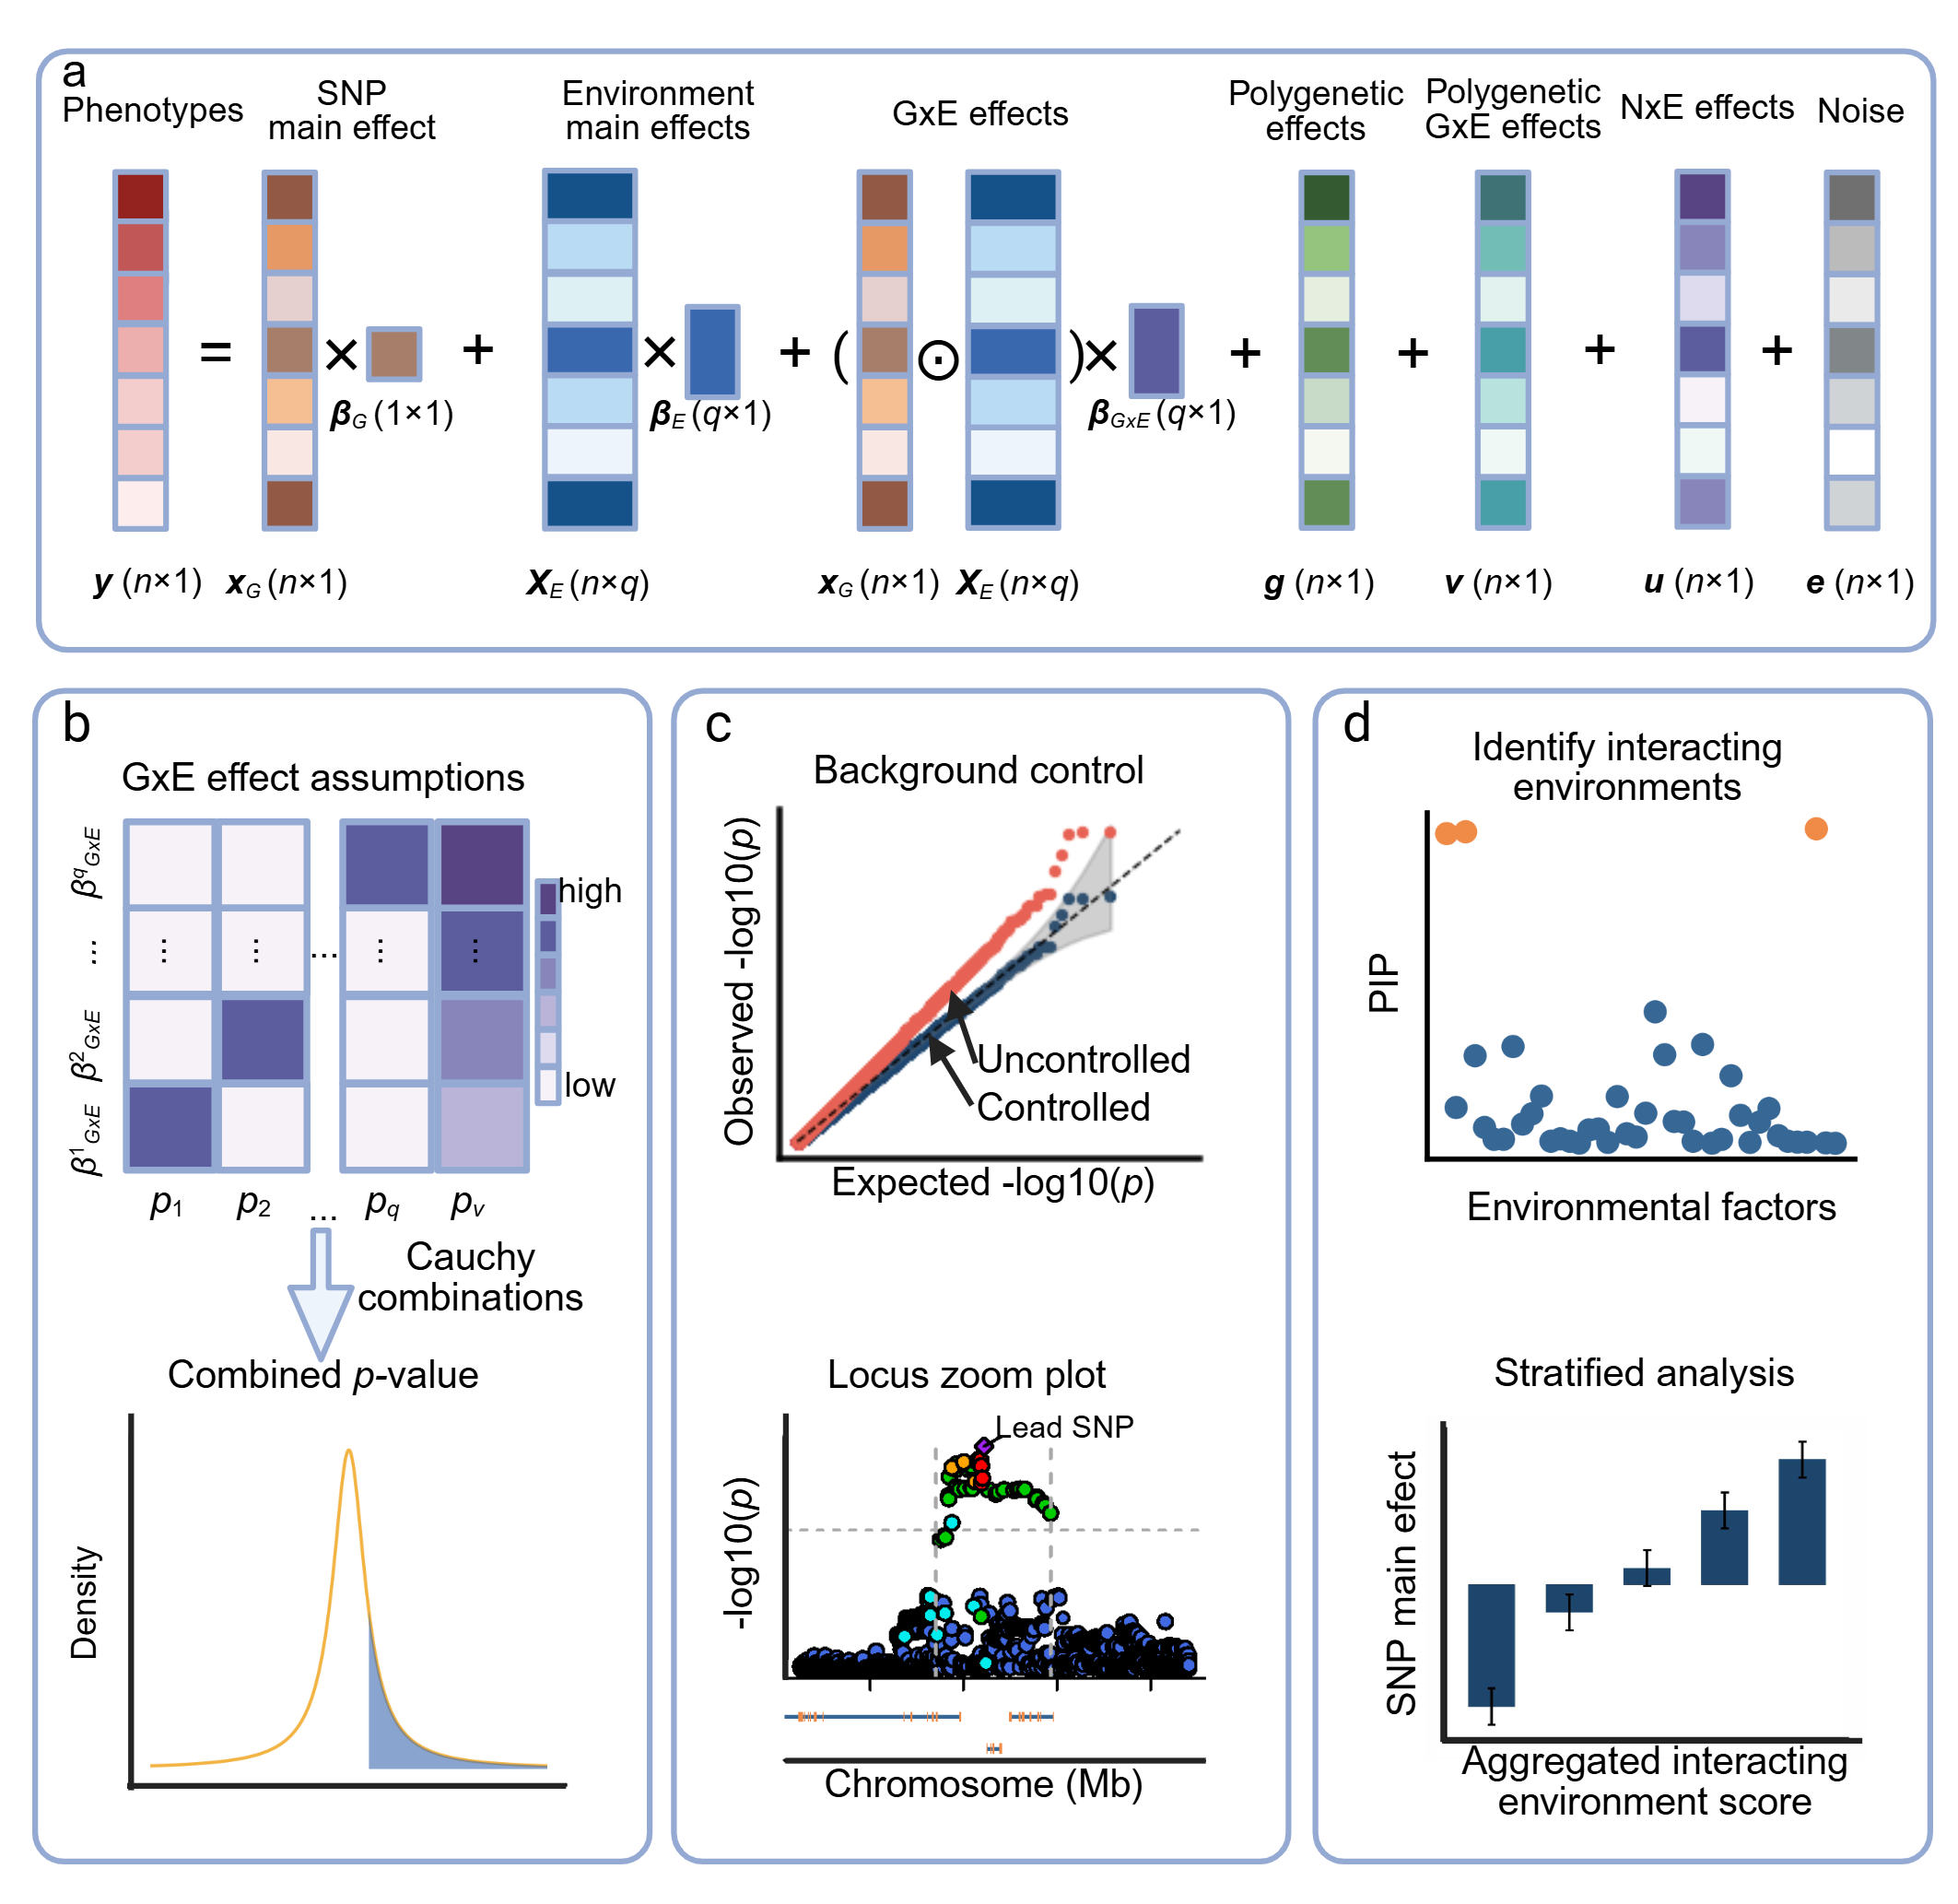 a
Phenotypes
SNP
main effect
Environment
main effects
GxE effects
Polygenetic
effects
Polygenetic
GxE effects
NxE effects
Noise
= × + × + ( ⊙ )× + + + +
βG (1×1)
βE (q×1)
βGxE (q×1)
y (n×1)
xG (n×1)
XE (n×q)
xG (n×1)
XE (n×q)
g (n×1)
v (n×1)
u (n×1)
e (n×1)
b
GxE effect assumptions
βqGxE
...
β2GxE
β1GxE
... ... ... ... ...
high
low
p1 p2 ... pq pv
Cauchy
combinations
Combined p-value
Density
c
Background control
Observed -log10(p)
Uncontrolled
Controlled
Expected -log10(p)
Locus zoom plot
Lead SNP
-log10(p)
Chromosome (Mb)
d
Identify interacting
environments
PIP
Environmental factors
Stratified analysis
SNP main efect
Aggregated interacting
environment score